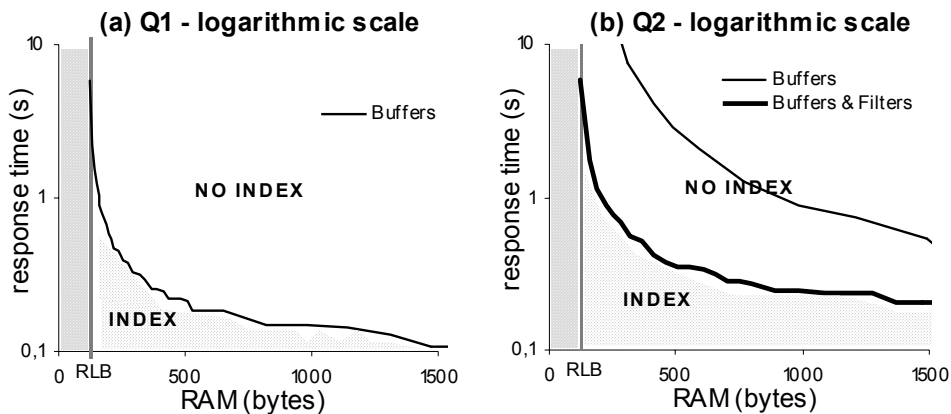 (a) Q1 - logarithmic scale
10
1
0,1
response time (s)
Buffers
NO INDEX
INDEX
0
RLB
500
1000
1500
RAM (bytes)
(b) Q2 - logarithmic scale
10
1
0,1
response time (s)
Buffers
Buffers & Filters
NO INDEX
INDEX
0
RLB
500
1000
1500
RAM (bytes)